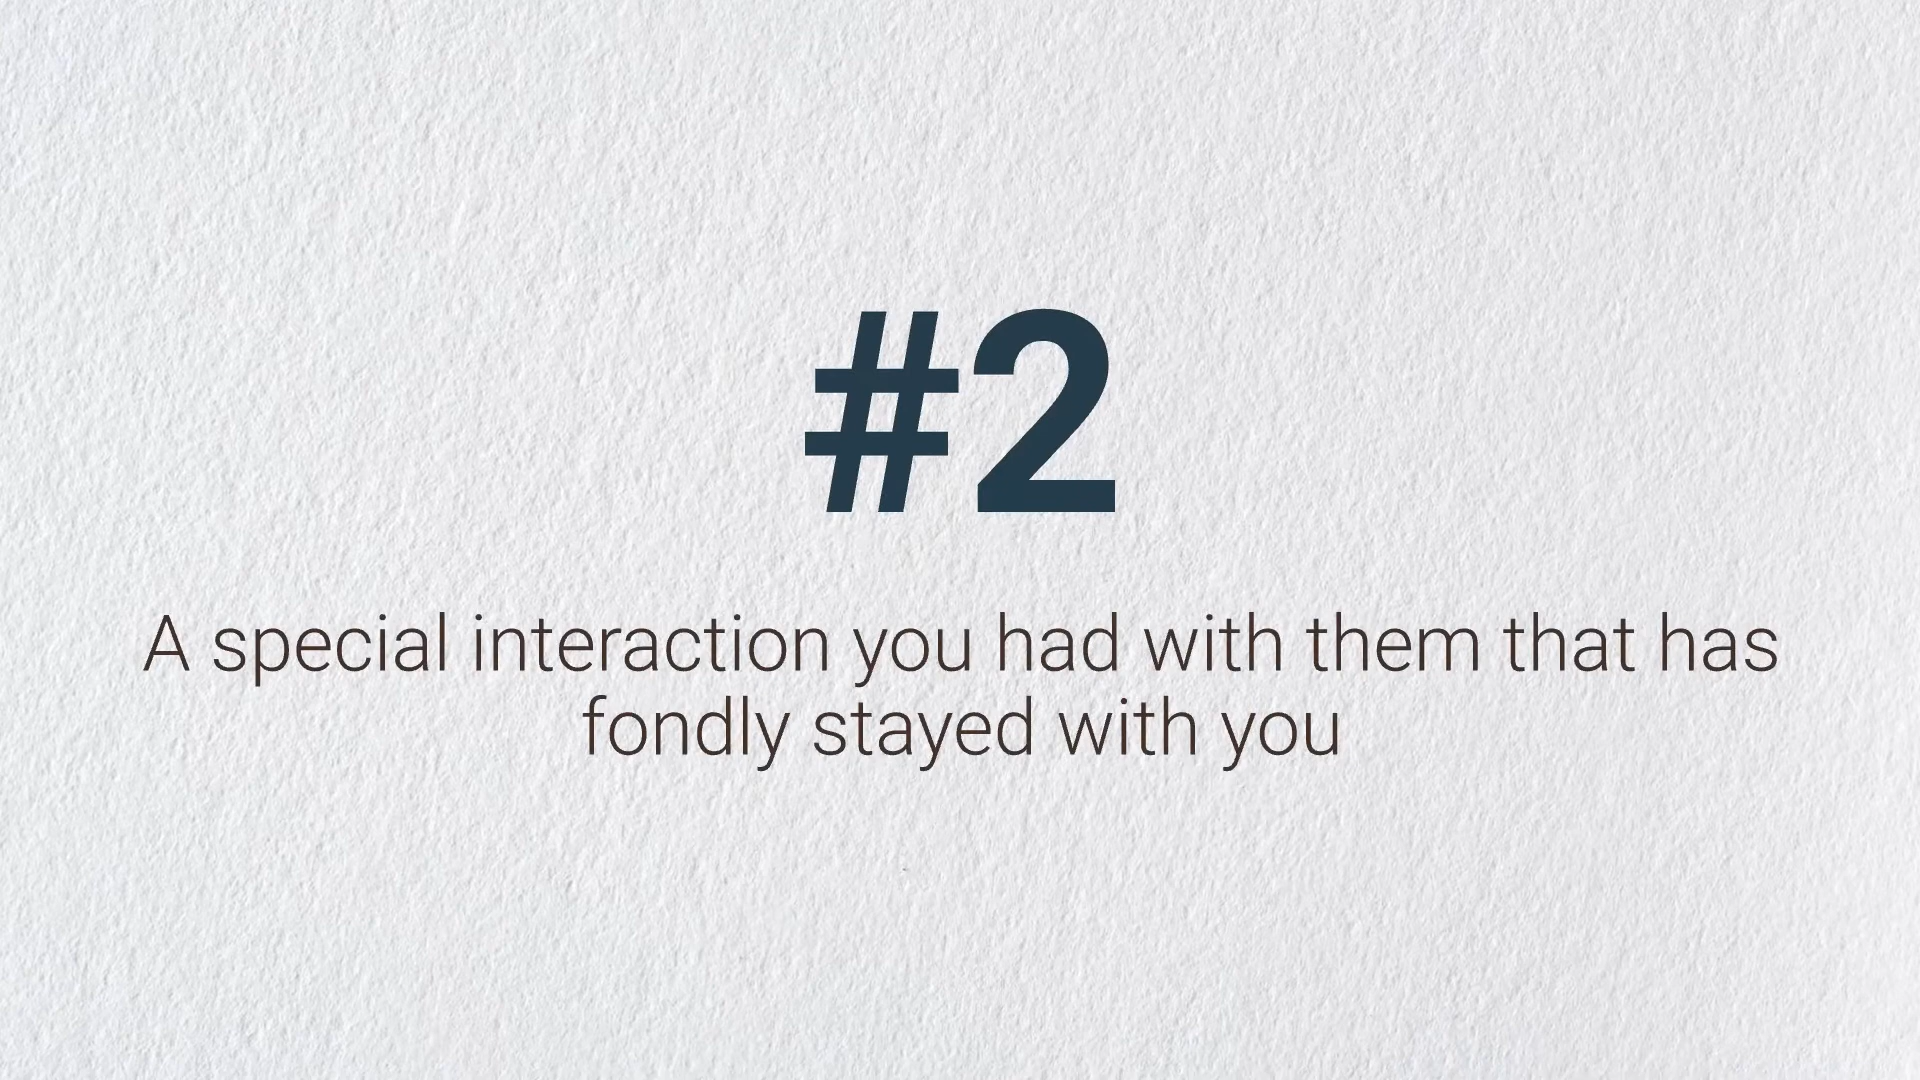 #2
A special interaction you had with them that has
fondly stayed with you